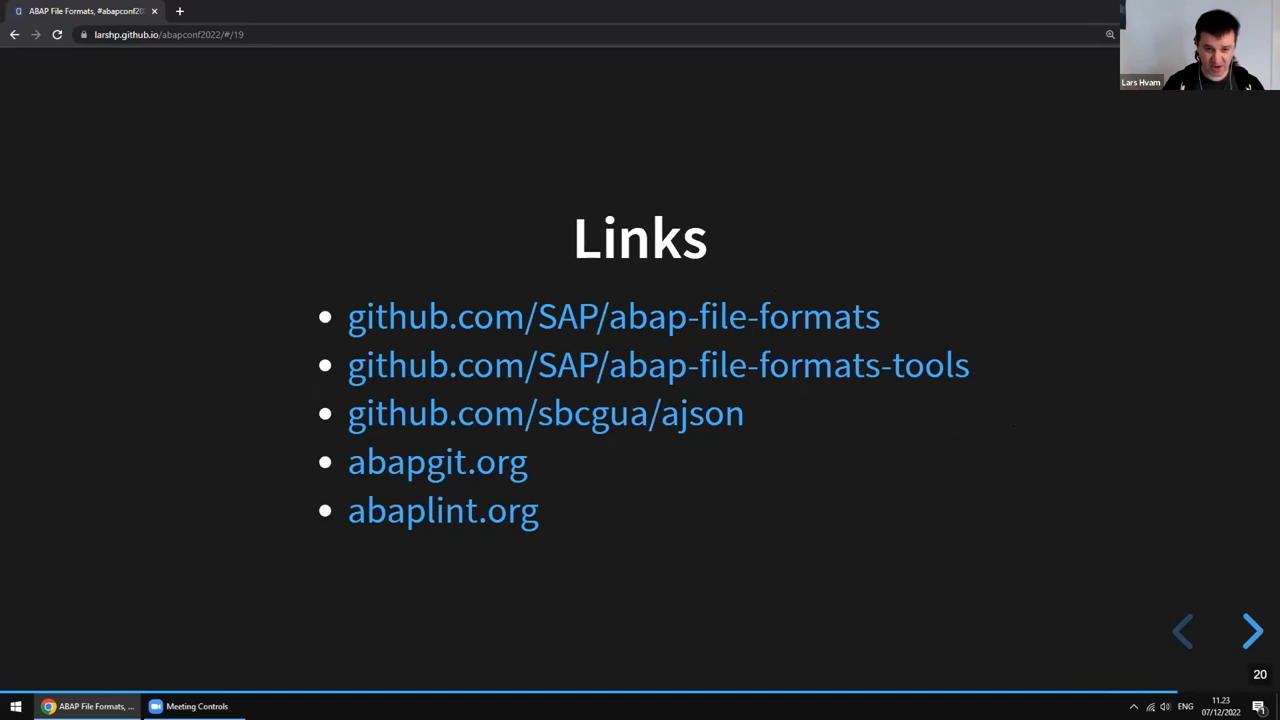 ABAP File Formats, #abapconf202
larshp.github.io/abapconf2022/#/19
Lars Hvam
Links
github.com/SAP/abap-file-formats
github.com/SAP/abap-file-formats-tools
github.com/sbcgua/ajson
abapgit.org
abaplint.org
20
ABAP File Formats, ...
Meeting Controls
ENG
11.23
07/12/2022
1